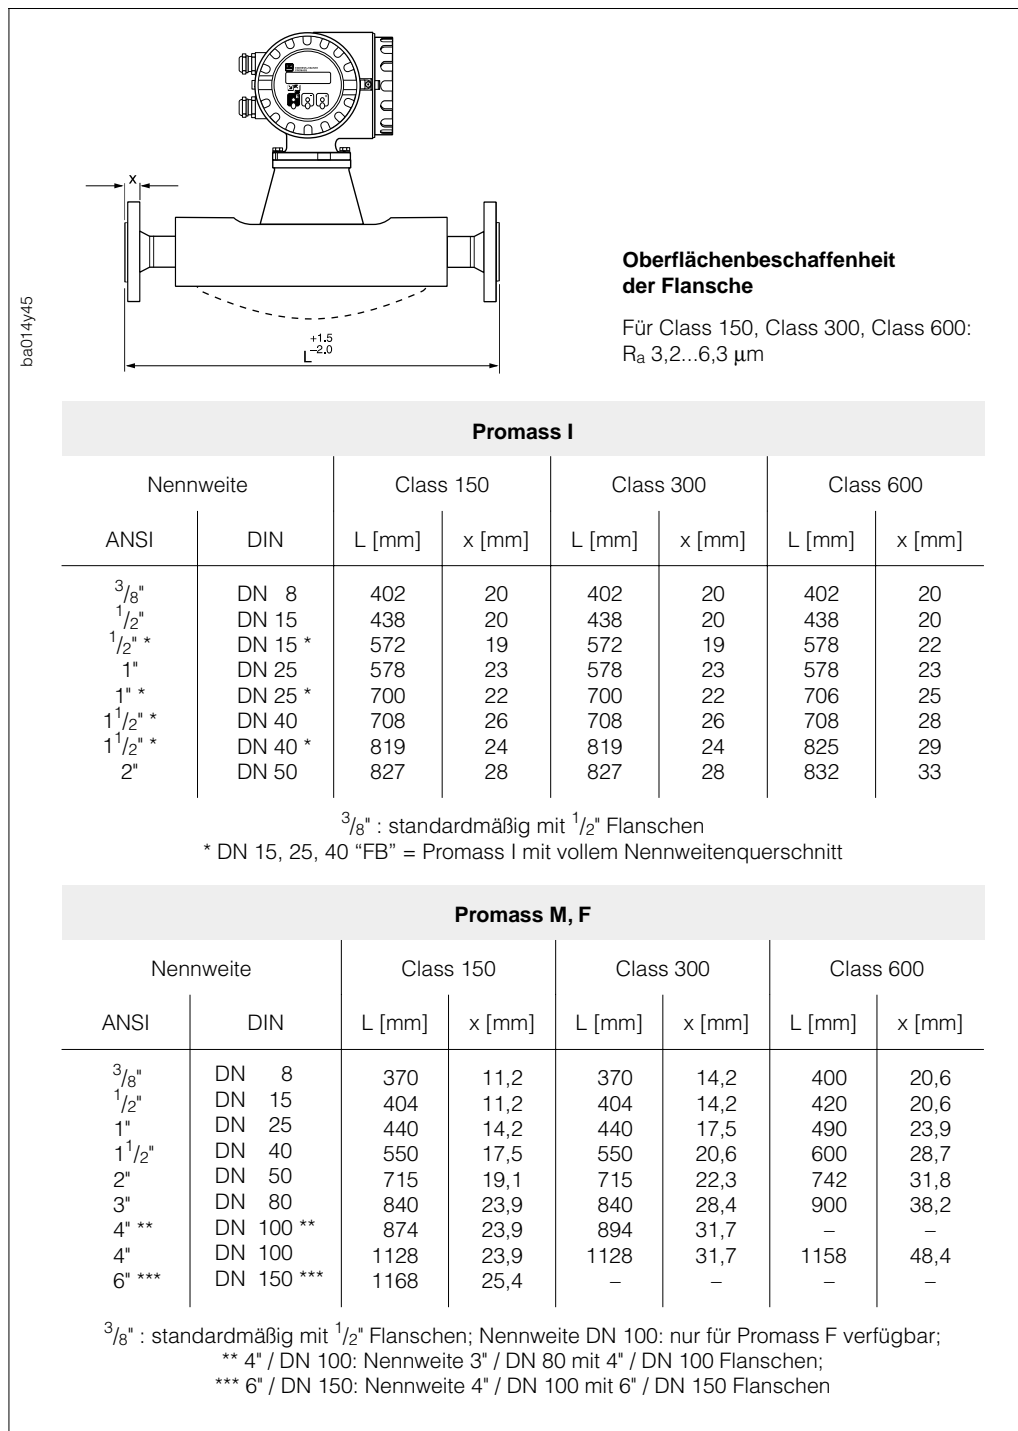 x
L +1.5 –2.0
ba014y45
Oberflächenbeschaffenheit
der Flansche
Für Class 150, Class 300, Class 600:
Ra 3,2...6,3 µm
Promass I
Nennweite Class 150 Class 300 Class 600
ANSI DIN L [mm] x [mm] L [mm] x [mm] L [mm] x [mm]
3/8" DN 8 402 20 402 20 402 20
1/2" DN 15 438 20 438 20 438 20
1/2" * DN 15 * 572 19 572 19 578 22
1" DN 25 578 23 578 23 578 23
1" * DN 25 * 700 22 700 22 706 25
1 1/2" * DN 40 708 26 708 26 708 28
1 1/2" * DN 40 * 819 24 819 24 825 29
2" DN 50 827 28 827 28 832 33
3/8" : standardmäßig mit 1/2" Flanschen
* DN 15, 25, 40 “FB” = Promass I mit vollem Nennweitenquerschnitt
Promass M, F
Nennweite Class 150 Class 300 Class 600
ANSI DIN L [mm] x [mm] L [mm] x [mm] L [mm] x [mm]
3/8" DN 8 370 11,2 370 14,2 400 20,6
1/2" DN 15 404 11,2 404 14,2 420 20,6
1" DN 25 440 14,2 440 17,5 490 23,9
1 1/2" DN 40 550 17,5 550 20,6 600 28,7
2" DN 50 715 19,1 715 22,3 742 31,8
3" DN 80 840 23,9 840 28,4 900 38,2
4" ** DN 100 ** 874 23,9 894 31,7 – –
4" DN 100 1128 23,9 1128 31,7 1158 48,4
6" *** DN 150 *** 1168 25,4 – – – –
3/8" : standardmäßig mit 1/2" Flanschen; Nennweite DN 100: nur für Promass F verfügbar;
** 4" / DN 100: Nennweite 3" / DN 80 mit 4" / DN 100 Flanschen;
*** 6" / DN 150: Nennweite 4" / DN 100 mit 6" / DN 150 Flanschen